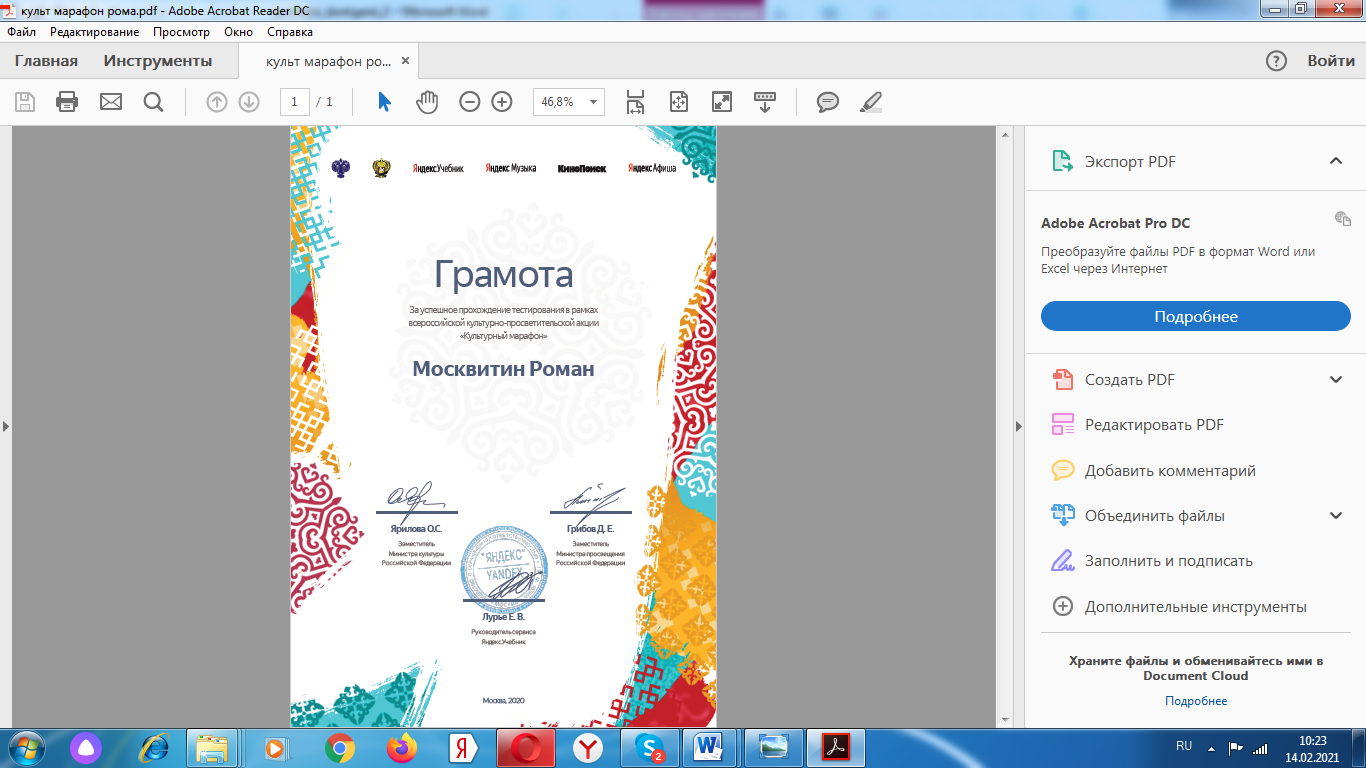 культ марафон рома.pdf - Adobe Acrobat Reader DC
Файл Редактирование Просмотр Окно Справка
Главная Инструменты культ марафон ро... × Войти
1 / 1 46,8%
Яндекс Учебник Яндекс Музыка КиноПоиск Яндекс Афиша
Грамота
За успешное прохождение тестирования в рамках
всероссийской культурно-просветительской акции
«Культурный марафон»
Москвитин Роман
Ярилова О.С.
Заместитель
Министра культуры
Российской Федерации
Грибов Д. Е.
Заместитель
Министра просвещения
Российской Федерации
"ЯНДЕКС"
YANDEX
Лурье Е. В.
Руководитель сервиса
Яндекс.Учебник
Москва, 2020
Экспорт PDF
Adobe Acrobat Pro DC
Преобразуйте файлы PDF в формат Word или
Excel через Интернет
Подробнее
Создать PDF
Редактировать PDF
Добавить комментарий
Объединить файлы
Заполнить и подписать
Дополнительные инструменты
Храните файлы и обменивайтесь ими в
Document Cloud
Подробнее
RU
10:23
14.02.2021